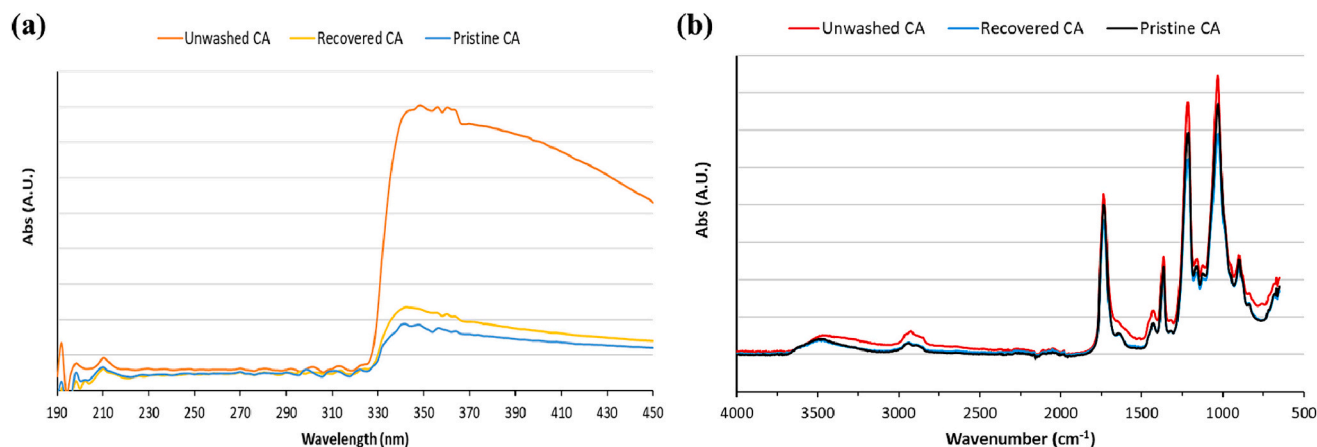 (a)
Unwashed CA Recovered CA Pristine CA
Abs (A.U.)
190 210 230 250 270 290 310 330 350 370 390 410 430 450
Wavelength (nm)
(b)
Unwashed CA Recovered CA Pristine CA
Abs (A.U.)
4000 3500 3000 2500 2000 1500 1000 500
Wavenumber (cm⁻¹)